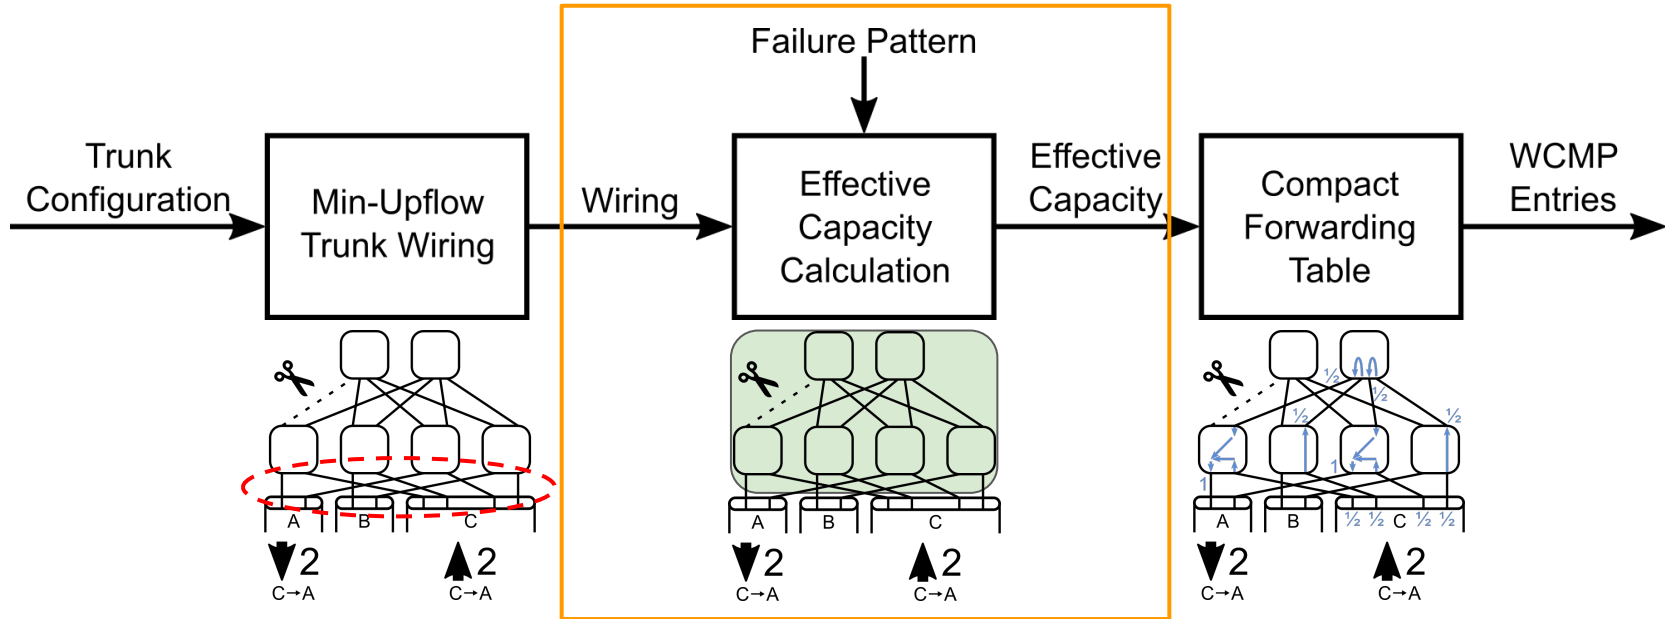 Failure Pattern
Trunk
Configuration
Min-Upflow
Trunk Wiring
Wiring
Effective
Capacity
Calculation
Effective
Capacity
Compact
Forwarding
Table
WCMP
Entries
A B C
2 2
C→A C→A
A B C
2 2
C→A C→A
½ ½
½ ½
1 1
A B ½ ½ C ½ ½
2 2
C→A C→A